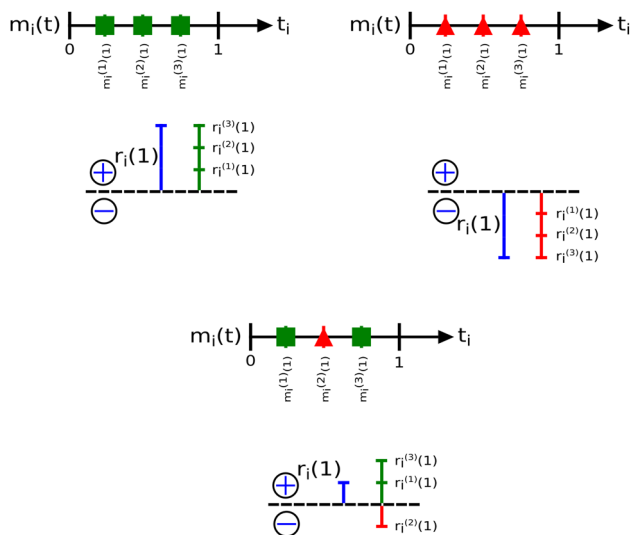 mᵢ(t) tᵢ
0 1
mᵢ⁽¹⁾(1) mᵢ⁽²⁾(1) mᵢ⁽³⁾(1)
rᵢ⁽³⁾(1)
+ rᵢ(1) rᵢ⁽²⁾(1)
rᵢ⁽¹⁾(1)
−
mᵢ(t) tᵢ
0 1
mᵢ⁽¹⁾(1) mᵢ⁽²⁾(1) mᵢ⁽³⁾(1)
+
− rᵢ(1) rᵢ⁽¹⁾(1)
rᵢ⁽²⁾(1)
rᵢ⁽³⁾(1)
mᵢ(t) tᵢ
0 1
mᵢ⁽¹⁾(1) mᵢ⁽²⁾(1) mᵢ⁽³⁾(1)
rᵢ(1) rᵢ⁽³⁾(1)
+ rᵢ⁽¹⁾(1)
− rᵢ⁽²⁾(1)